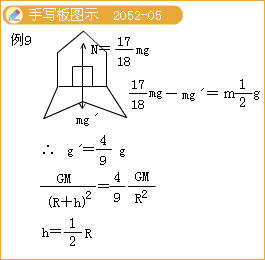 手写板图示 2052-05
例9
N=17/18 mg
17/18 mg-mg′=m1/2 g
mg′
∴ g′=4/9 g
GM/(R+h)²=4/9 GM/R²
h=1/2 R